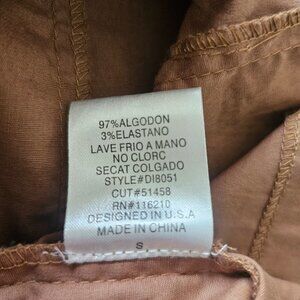 97%ALGODON
3%ELASTANO
LAVE FRIO A MANO
NO CLORC
SECAT COLGADO
STYLE#DI8051
CUT#51458
RN#116210
DESIGNED IN U.S.A
MADE IN CHINA
S